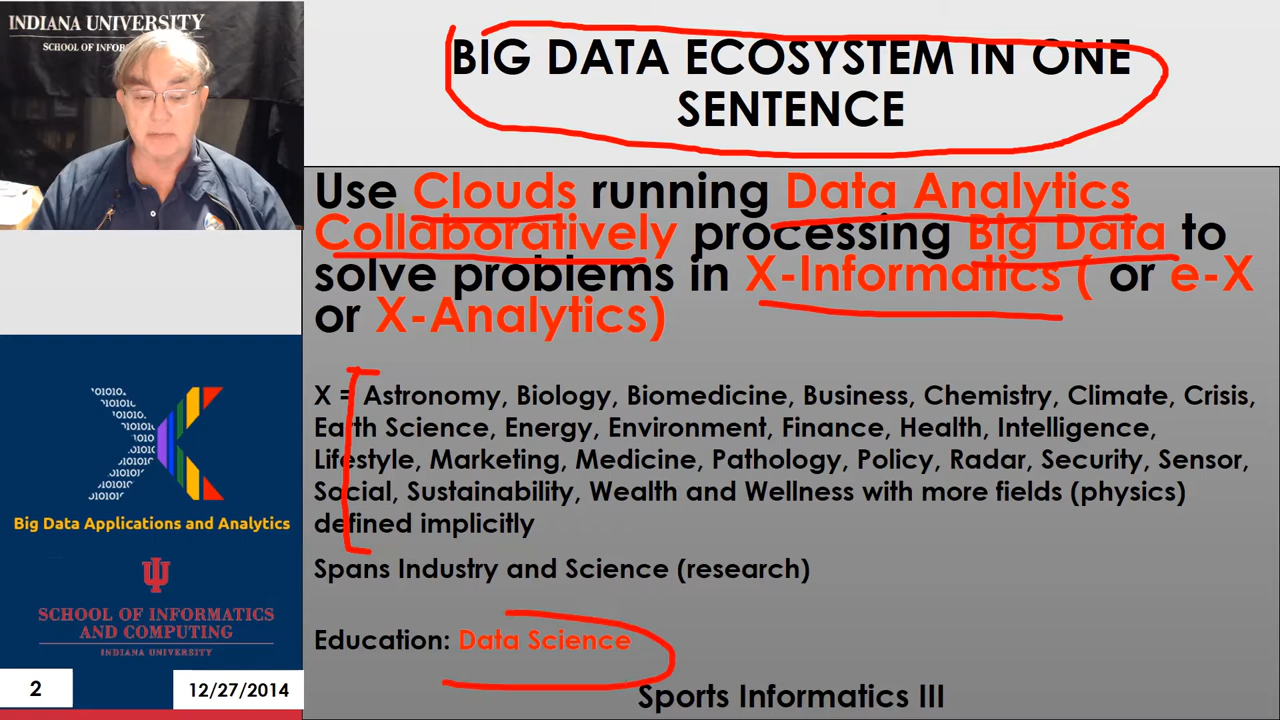 INDIANA UNIVERSITY
SCHOOL OF INFORMA
BIG DATA ECOSYSTEM IN ONE
SENTENCE
Use Clouds running Data Analytics
Collaboratively processing Big Data to
solve problems in X-Informatics ( or e-X
or X-Analytics)
X = Astronomy, Biology, Biomedicine, Business, Chemistry, Climate, Crisis,
Earth Science, Energy, Environment, Finance, Health, Intelligence,
Lifestyle, Marketing, Medicine, Pathology, Policy, Radar, Security, Sensor,
Social, Sustainability, Wealth and Wellness with more fields (physics)
defined implicitly
Spans Industry and Science (research)
Education: Data Science
Sports Informatics III
Big Data Applications and Analytics
SCHOOL OF INFORMATICS
AND COMPUTING
INDIANA UNIVERSITY
2
12/27/2014